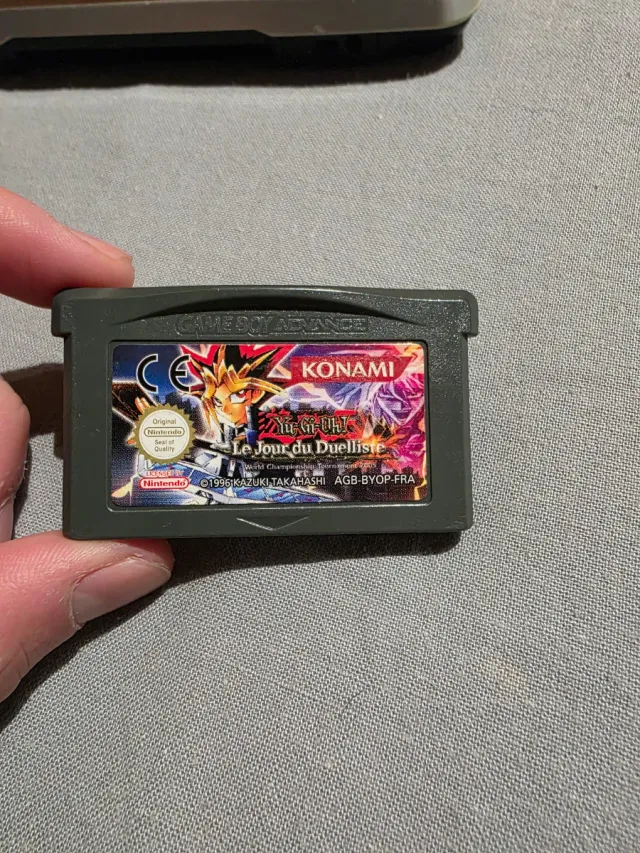 GAME BOY ADVANCE
CE
KONAMI
Original
Nintendo
Seal of
Quality
Yu-Gi-Oh!
Le Jour du Duelliste
World Championship Tournament 2005
LICENSED BY
Nintendo
©1996 KAZUKI TAKAHASHI AGB-BYOP-FRA